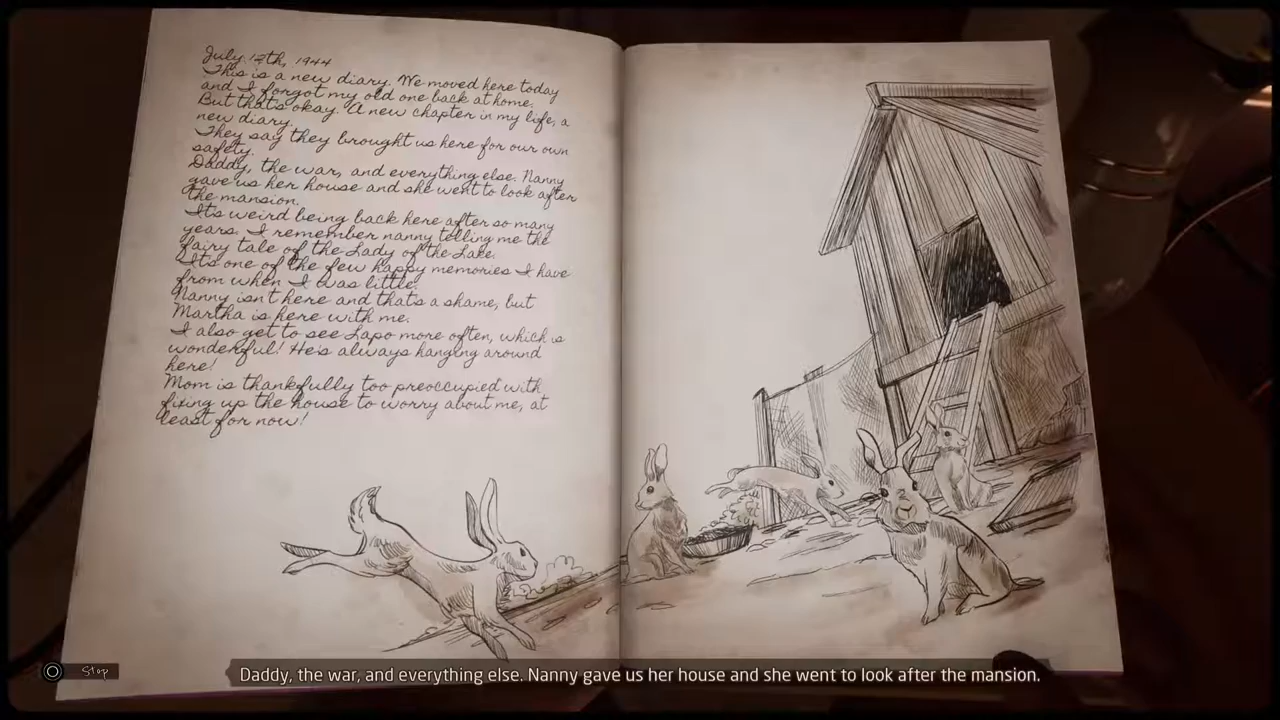 July 12th, 1944
This is a new diary. We moved here today
and I forgot my old one back at home.
But that's okay. A new chapter in my life, a
new diary.
They say they brought us here for our own
safety.
Daddy, the war, and everything else. Nanny
gave us her house and she went to look after
the mansion.
It's weird being back here after so many
years. I remember nanny telling me the
fairy tale of the Lady of the Lake.
It's one of the few happy memories I have
from when I was little.
Nanny isn't here and that's a shame, but
Martha is here with me.
I also get to see Lapo more often, which is
wonderful! He's always hanging around
here!
Mom is thankfully too preoccupied with
fixing up the house to worry about me, at
least for now!
Stop
Daddy, the war, and everything else. Nanny gave us her house and she went to look after the mansion.